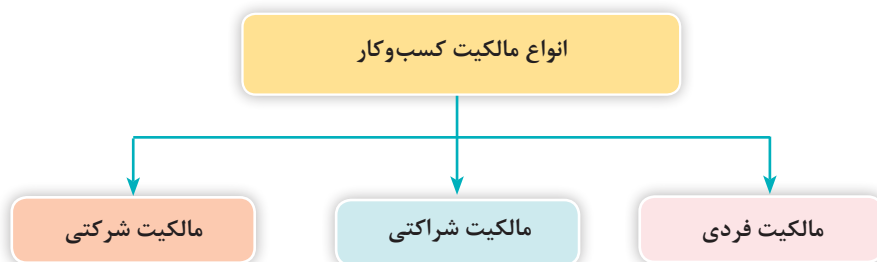 انواع مالکیت کسب‌وکار
مالکیت فردی
مالکیت شراکتی
مالکیت شرکتی